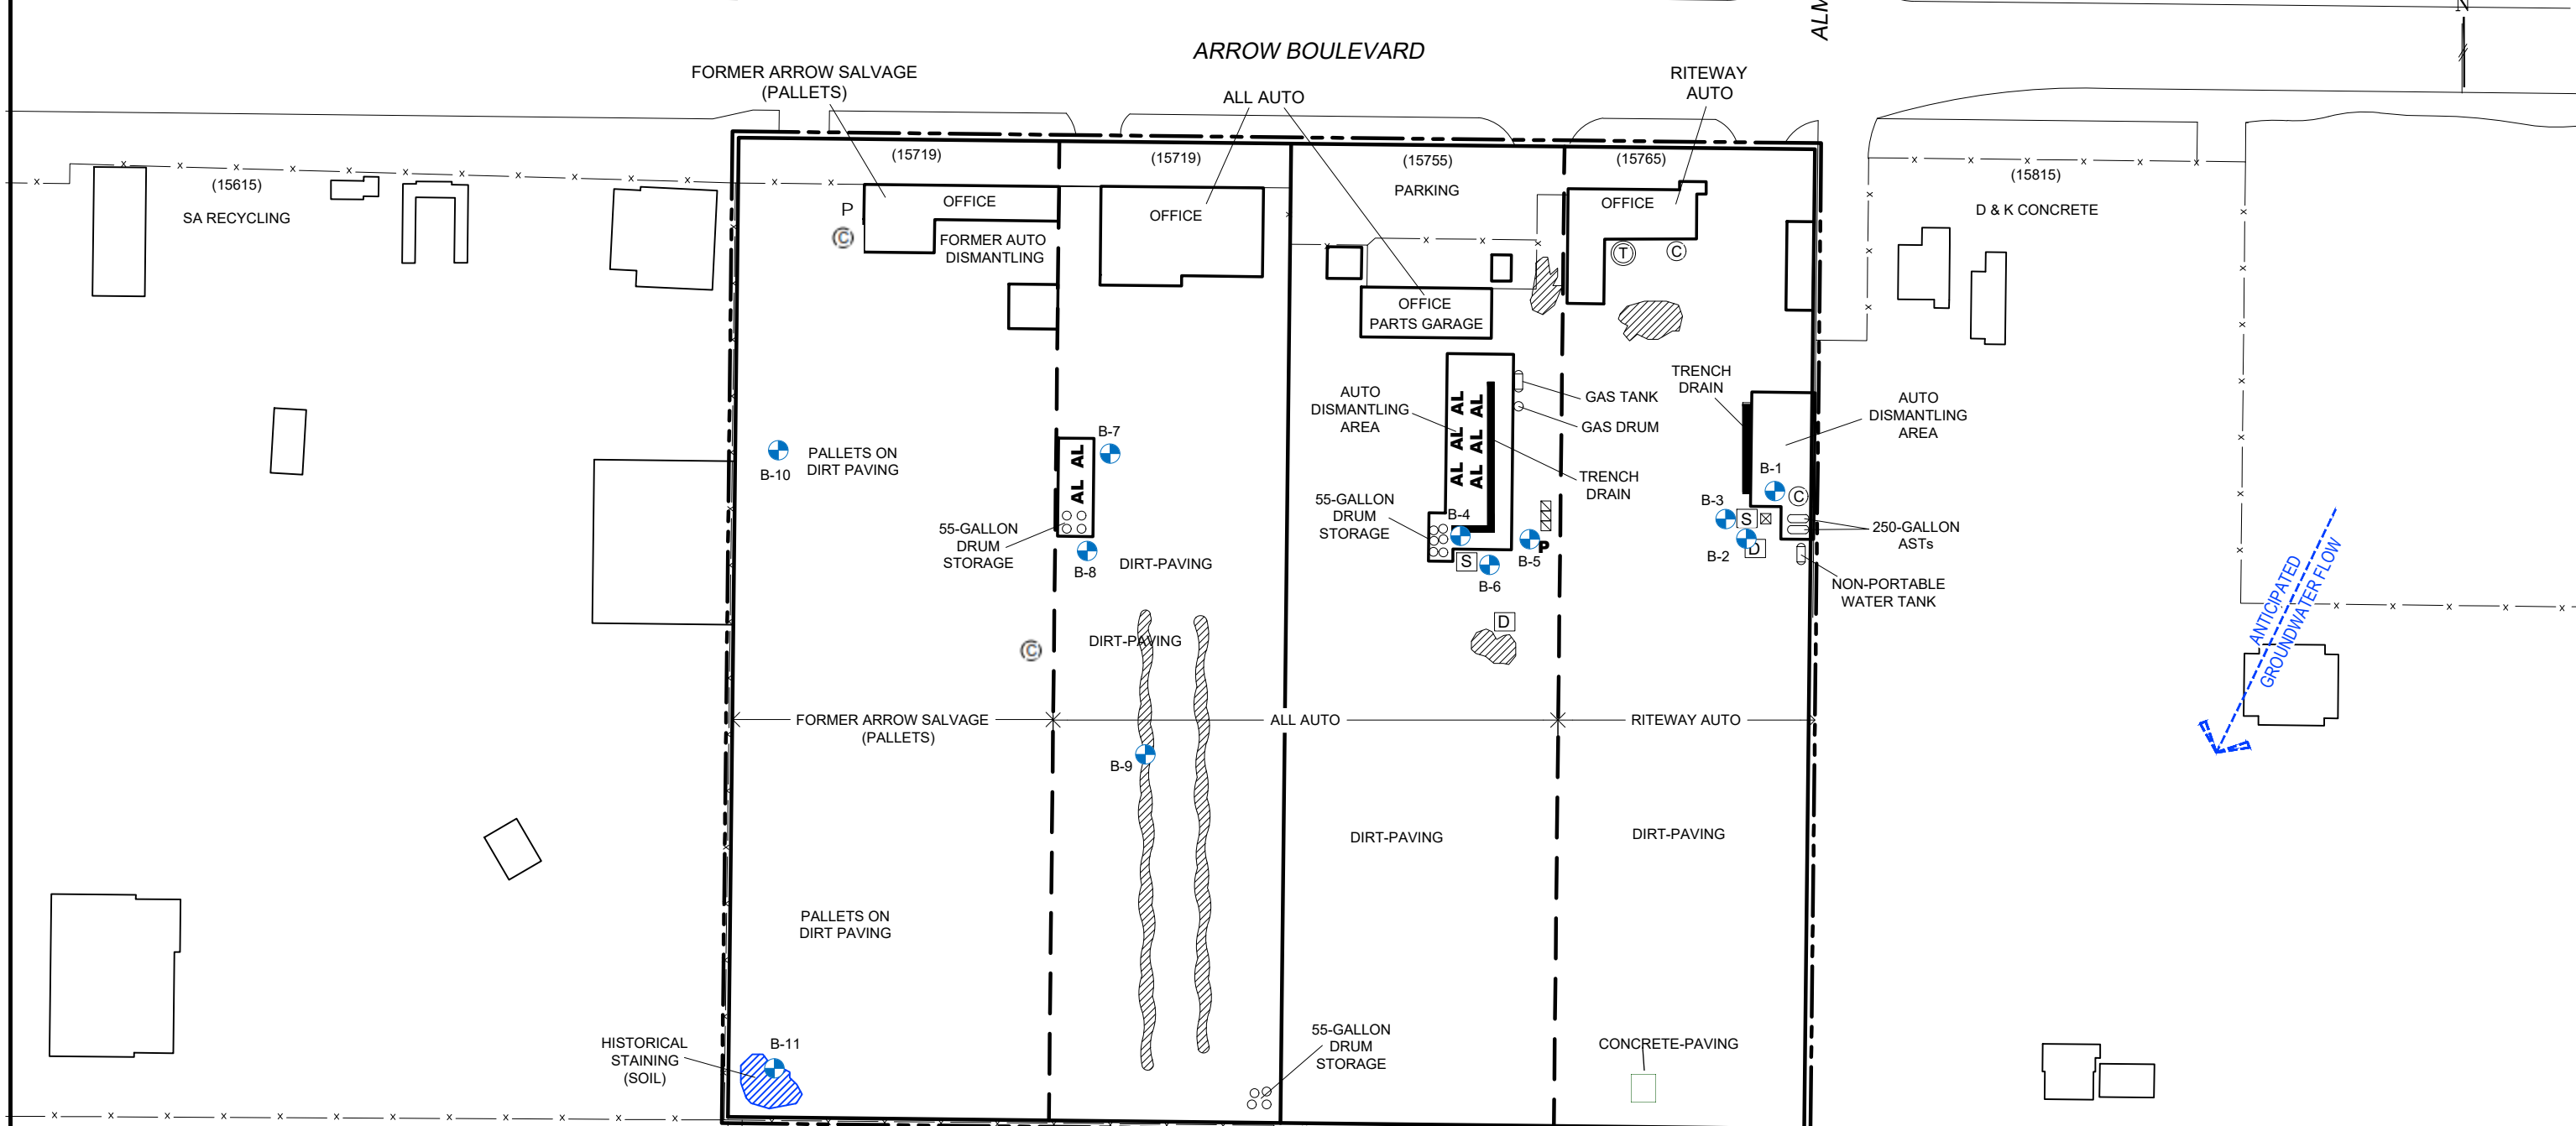 N
ALM
ARROW BOULEVARD
FORMER ARROW SALVAGE
(PALLETS)
ALL AUTO
RITEWAY
AUTO
(15719)
(15719)
(15755)
(15765)
(15615)
SA RECYCLING
(15815)
D & K CONCRETE
PARKING
P
C
OFFICE
FORMER AUTO
DISMANTLING
OFFICE
OFFICE
T
C
OFFICE
PARTS GARAGE
AUTO
DISMANTLING
AREA
AL AL AL
AL AL AL
GAS TANK
GAS DRUM
TRENCH
DRAIN
TRENCH
DRAIN
AUTO
DISMANTLING
AREA
B-10
PALLETS ON
DIRT PAVING
B-7
AL AL
55-GALLON
DRUM
STORAGE
B-8
DIRT-PAVING
55-GALLON
DRUM
STORAGE
B-4
S
B-6
B-5
P
B-1
C
B-3
S
B-2
D
250-GALLON
ASTs
NON-PORTABLE
WATER TANK
ANTICIPATED
GROUNDWATER FLOW
D
C
DIRT-PAVING
FORMER ARROW SALVAGE
(PALLETS)
ALL AUTO
RITEWAY AUTO
B-9
DIRT-PAVING
DIRT-PAVING
PALLETS ON
DIRT PAVING
HISTORICAL
STAINING
(SOIL)
B-11
55-GALLON
DRUM
STORAGE
CONCRETE-PAVING